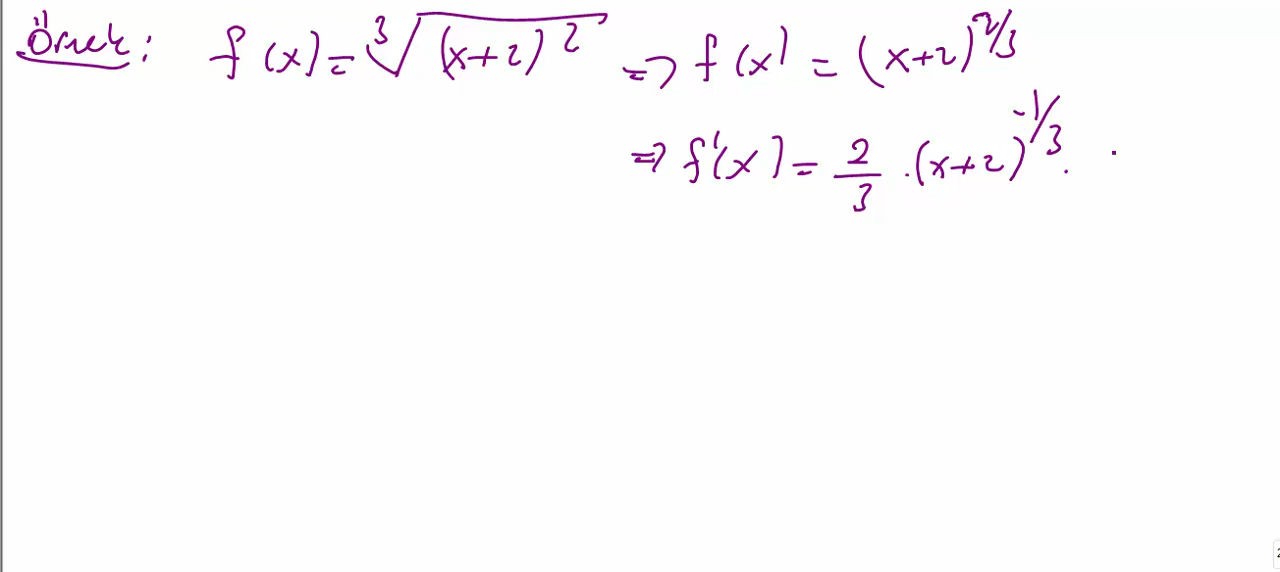 Örnek: f(x) = ∛(x+2)² ⇒ f(x) = (x+2)^2/3
⇒ f'(x) = 2/3 . (x+2)^-1/3 .